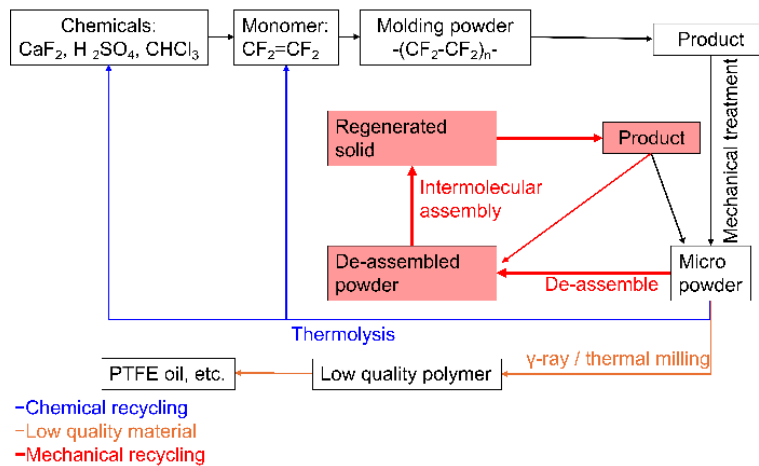 Chemicals:
CaF2, H 2SO4, CHCl3
Monomer:
CF2=CF2
Molding powder
-(CF2-CF2)n-
Product
Mechanical treatment
Regenerated
solid
Product
Intermolecular
assembly
De-assembled
powder
De-assemble
Micro
powder
Thermolysis
γ-ray / thermal milling
PTFE oil, etc.
Low quality polymer
−Chemical recycling
−Low quality material
−Mechanical recycling